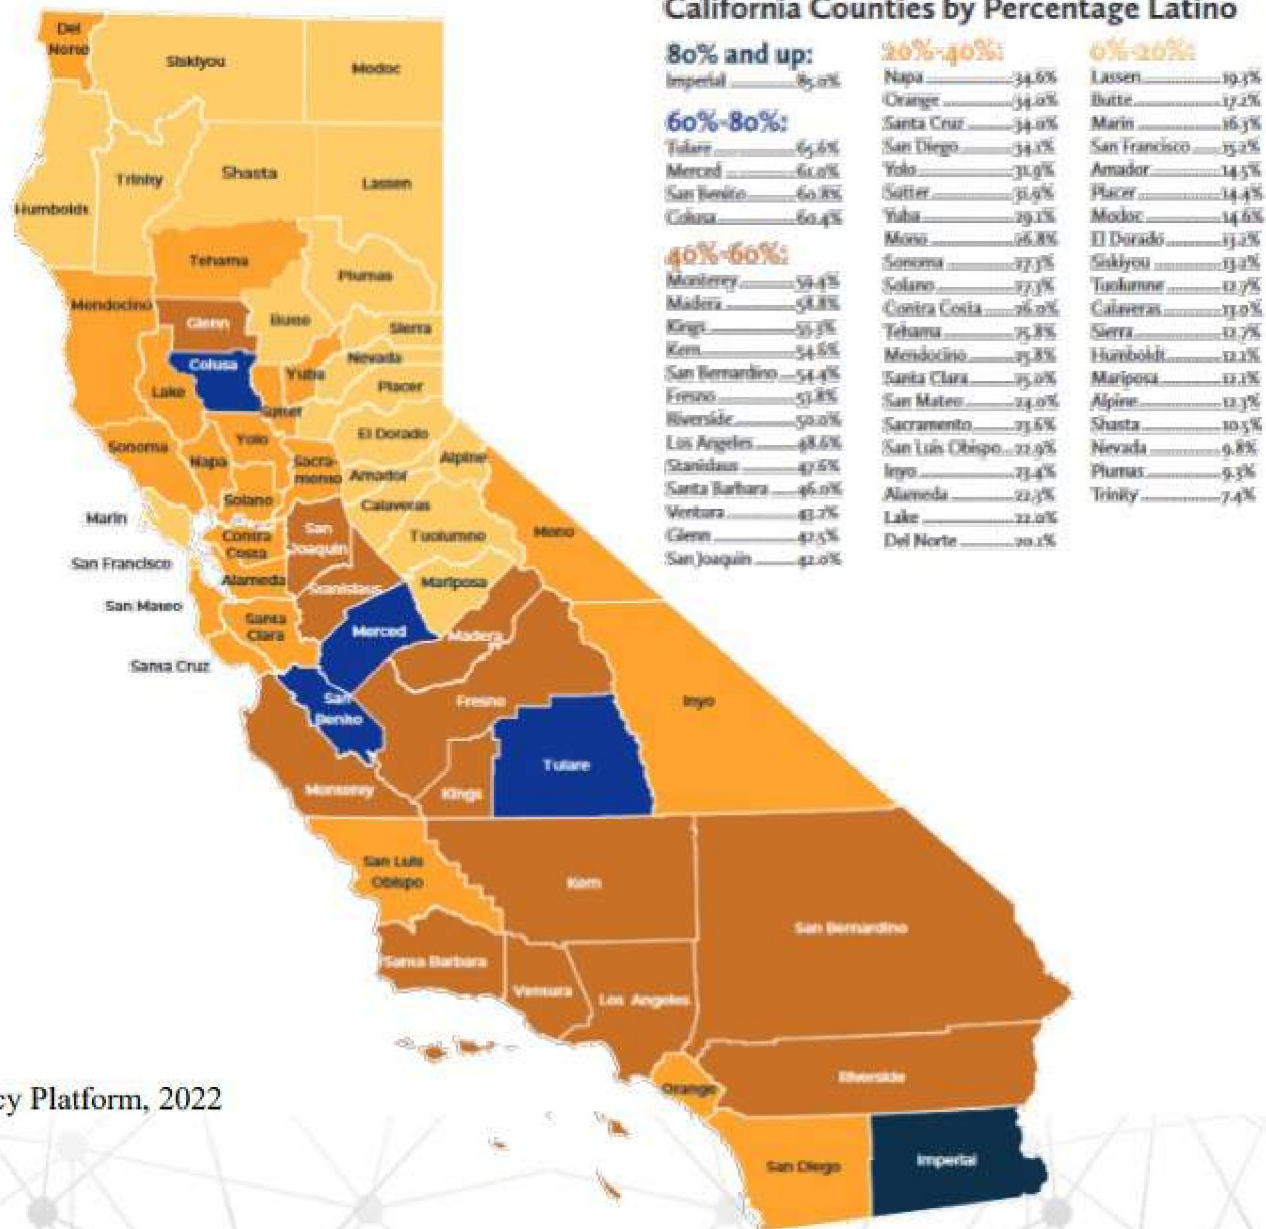 California Counties by Percentage Latino
80% and up:
Imperial 85.0%
60%-80%:
Tulare 65.6%
Merced 61.0%
San Benito 60.8%
Colusa 60.4%
40%-60%:
Monterey 59.4%
Madera 58.8%
Kings 55.3%
Kern 54.6%
San Bernardino 54.4%
Fresno 53.8%
Riverside 50.0%
Los Angeles 48.6%
Stanislaus 47.6%
Santa Barbara 46.0%
Ventura 43.2%
Glenn 42.5%
San Joaquin 42.0%
20%-40%:
Napa 34.6%
Orange 34.0%
Santa Cruz 34.0%
San Diego 34.1%
Yolo 31.9%
Sutter 31.9%
Yuba 29.1%
Mono 26.8%
Sonoma 27.3%
Solano 27.3%
Contra Costa 26.0%
Tehama 25.8%
Mendocino 25.8%
Santa Clara 25.0%
San Mateo 24.0%
Sacramento 23.6%
San Luis Obispo 22.9%
Inyo 23.4%
Alameda 22.3%
Lake 22.0%
Del Norte 20.1%
0%-20%:
Lassen 19.3%
Butte 17.2%
Marin 16.3%
San Francisco 15.2%
Amador 14.5%
Placer 14.4%
Modoc 14.6%
El Dorado 13.2%
Siskiyou 13.2%
Tuolumne 12.7%
Calaveras 13.0%
Sierra 12.7%
Humboldt 12.1%
Mariposa 12.1%
Alpine 12.3%
Shasta 10.5%
Nevada 9.8%
Plumas 9.3%
Trinity 7.4%
Del
Norte
Siskiyou
Modoc
Trinity
Shasta
Lassen
Humboldt
Tehama
Plumas
Mendocino
Glenn
Butte
Sierra
Colusa
Nevada
Lake
Yuba
Placer
Sutter
Sonoma
Napa
Yolo
El Dorado
Sacra-
mento
Amador
Alpine
Solano
Calaveras
Marin
Contra
Costa
San
Joaquin
Tuolumne
Mono
San Francisco
Alameda
Stanislaus
Mariposa
San Mateo
Santa
Clara
Merced
Madera
Santa Cruz
San
Benito
Fresno
Inyo
Monterey
Kings
Tulare
San Luis
Obispo
Kern
San Bernardino
Santa Barbara
Ventura
Los Angeles
Orange
Riverside
San Diego
Imperial
cy Platform, 2022